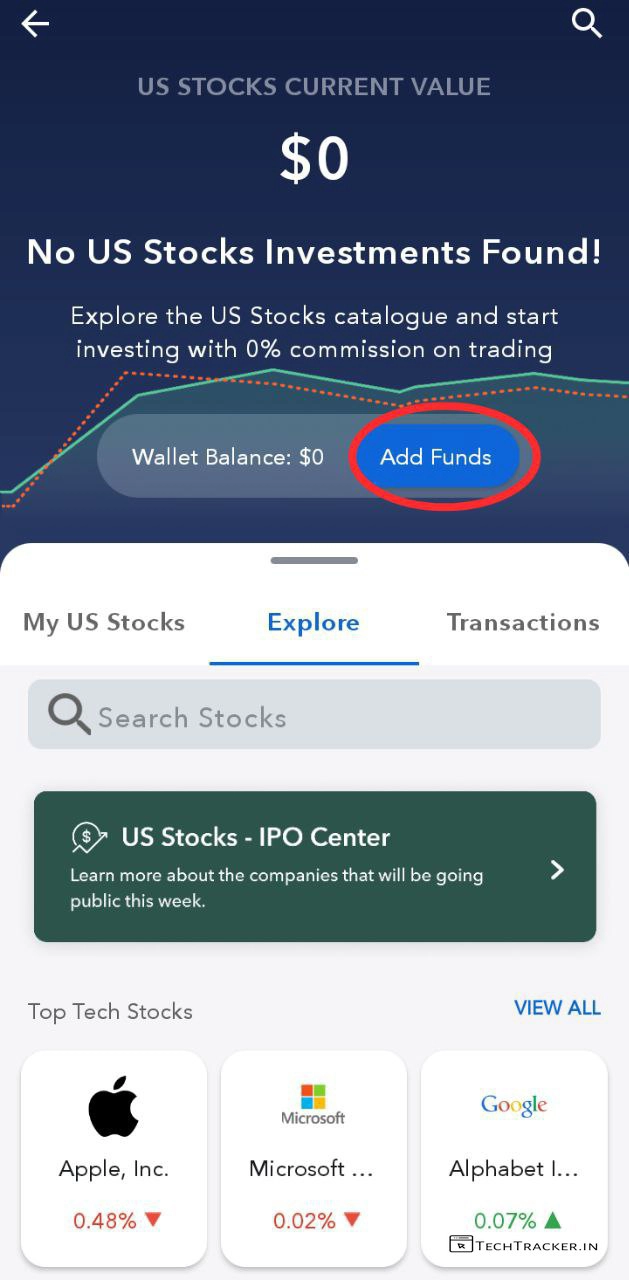 US STOCKS CURRENT VALUE
$0
No US Stocks Investments Found!
Explore the US Stocks catalogue and start
investing with 0% commission on trading
Wallet Balance: $0
Add Funds
My US Stocks
Explore
Transactions
Search Stocks
$
US Stocks - IPO Center
Learn more about the companies that will be going
public this week.
Top Tech Stocks
VIEW ALL
Microsoft
Google
Apple, Inc.
Microsoft ...
Alphabet I...
0.48% ▼
0.02% ▼
0.07% ▲
TECHTRACKER.IN